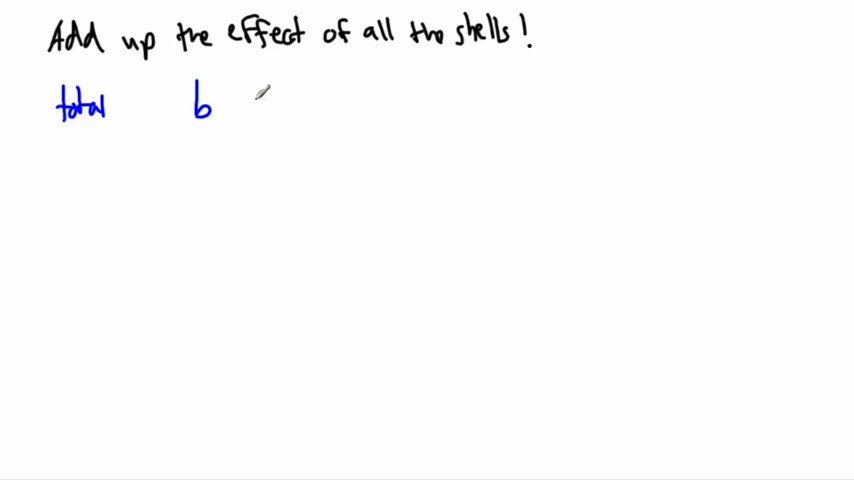 Add up the effect of all the shells!
total b